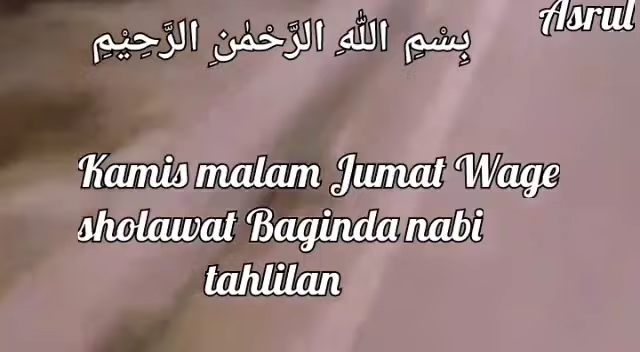 Asrul
بِسْمِ اللّٰهِ الرَّحْمٰنِ الرَّحِيْمِ
Kamis malam Jumat Wage
sholawat Baginda nabi
tahlilan